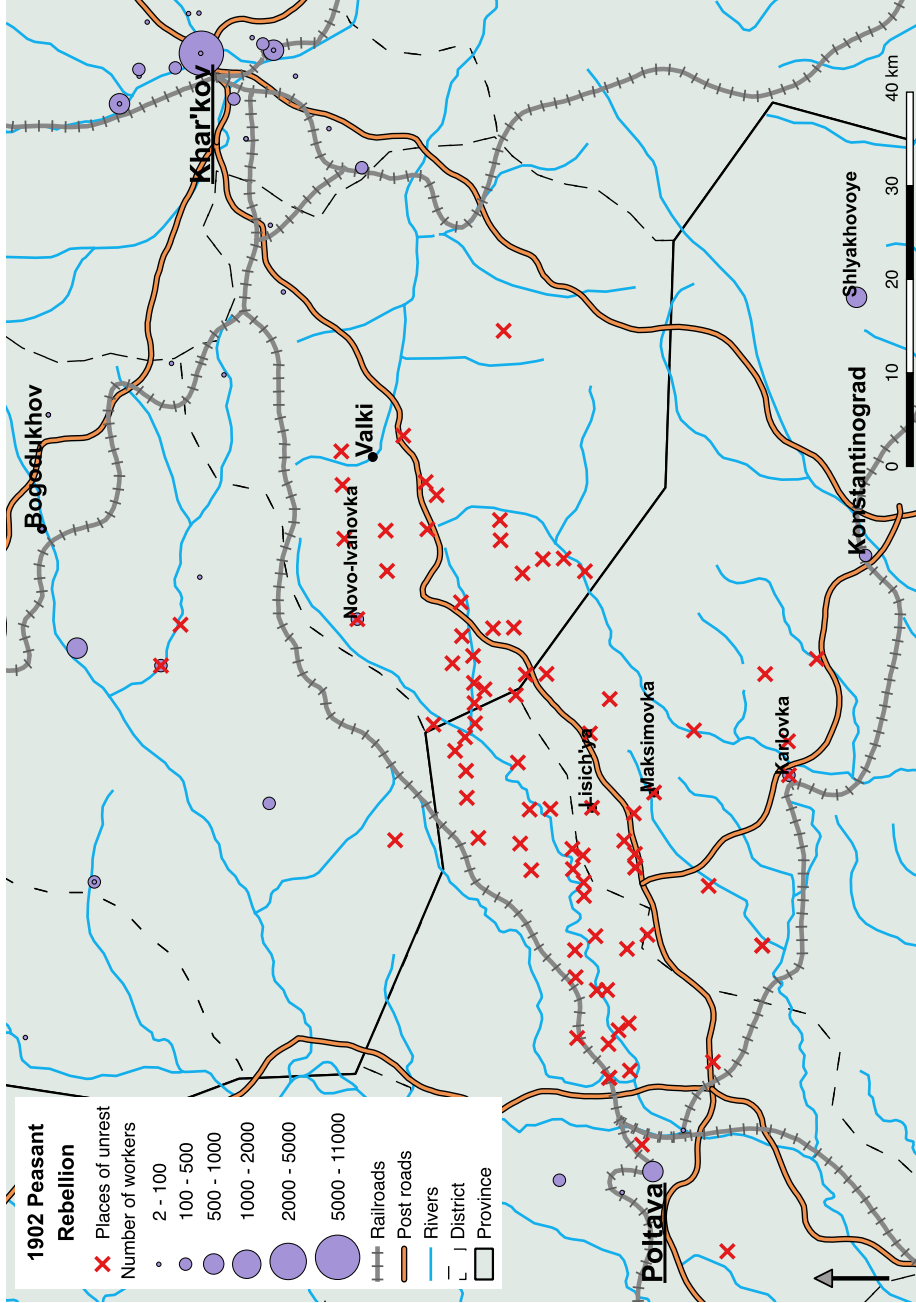 1902 Peasant
Rebellion
Places of unrest
Number of workers
2 - 100
100 - 500
500 - 1000
1000 - 2000
2000 - 5000
5000 - 11000
Railroads
Post roads
Rivers
District
Province
Bogodukhov
Khar'kov
Valki
Novo-Ivanovka
Lisich'ya
Maksimovka
Karlovka
Poltava
Konstantinograd
Shlyakhovoye
0 10 20 30 40 km